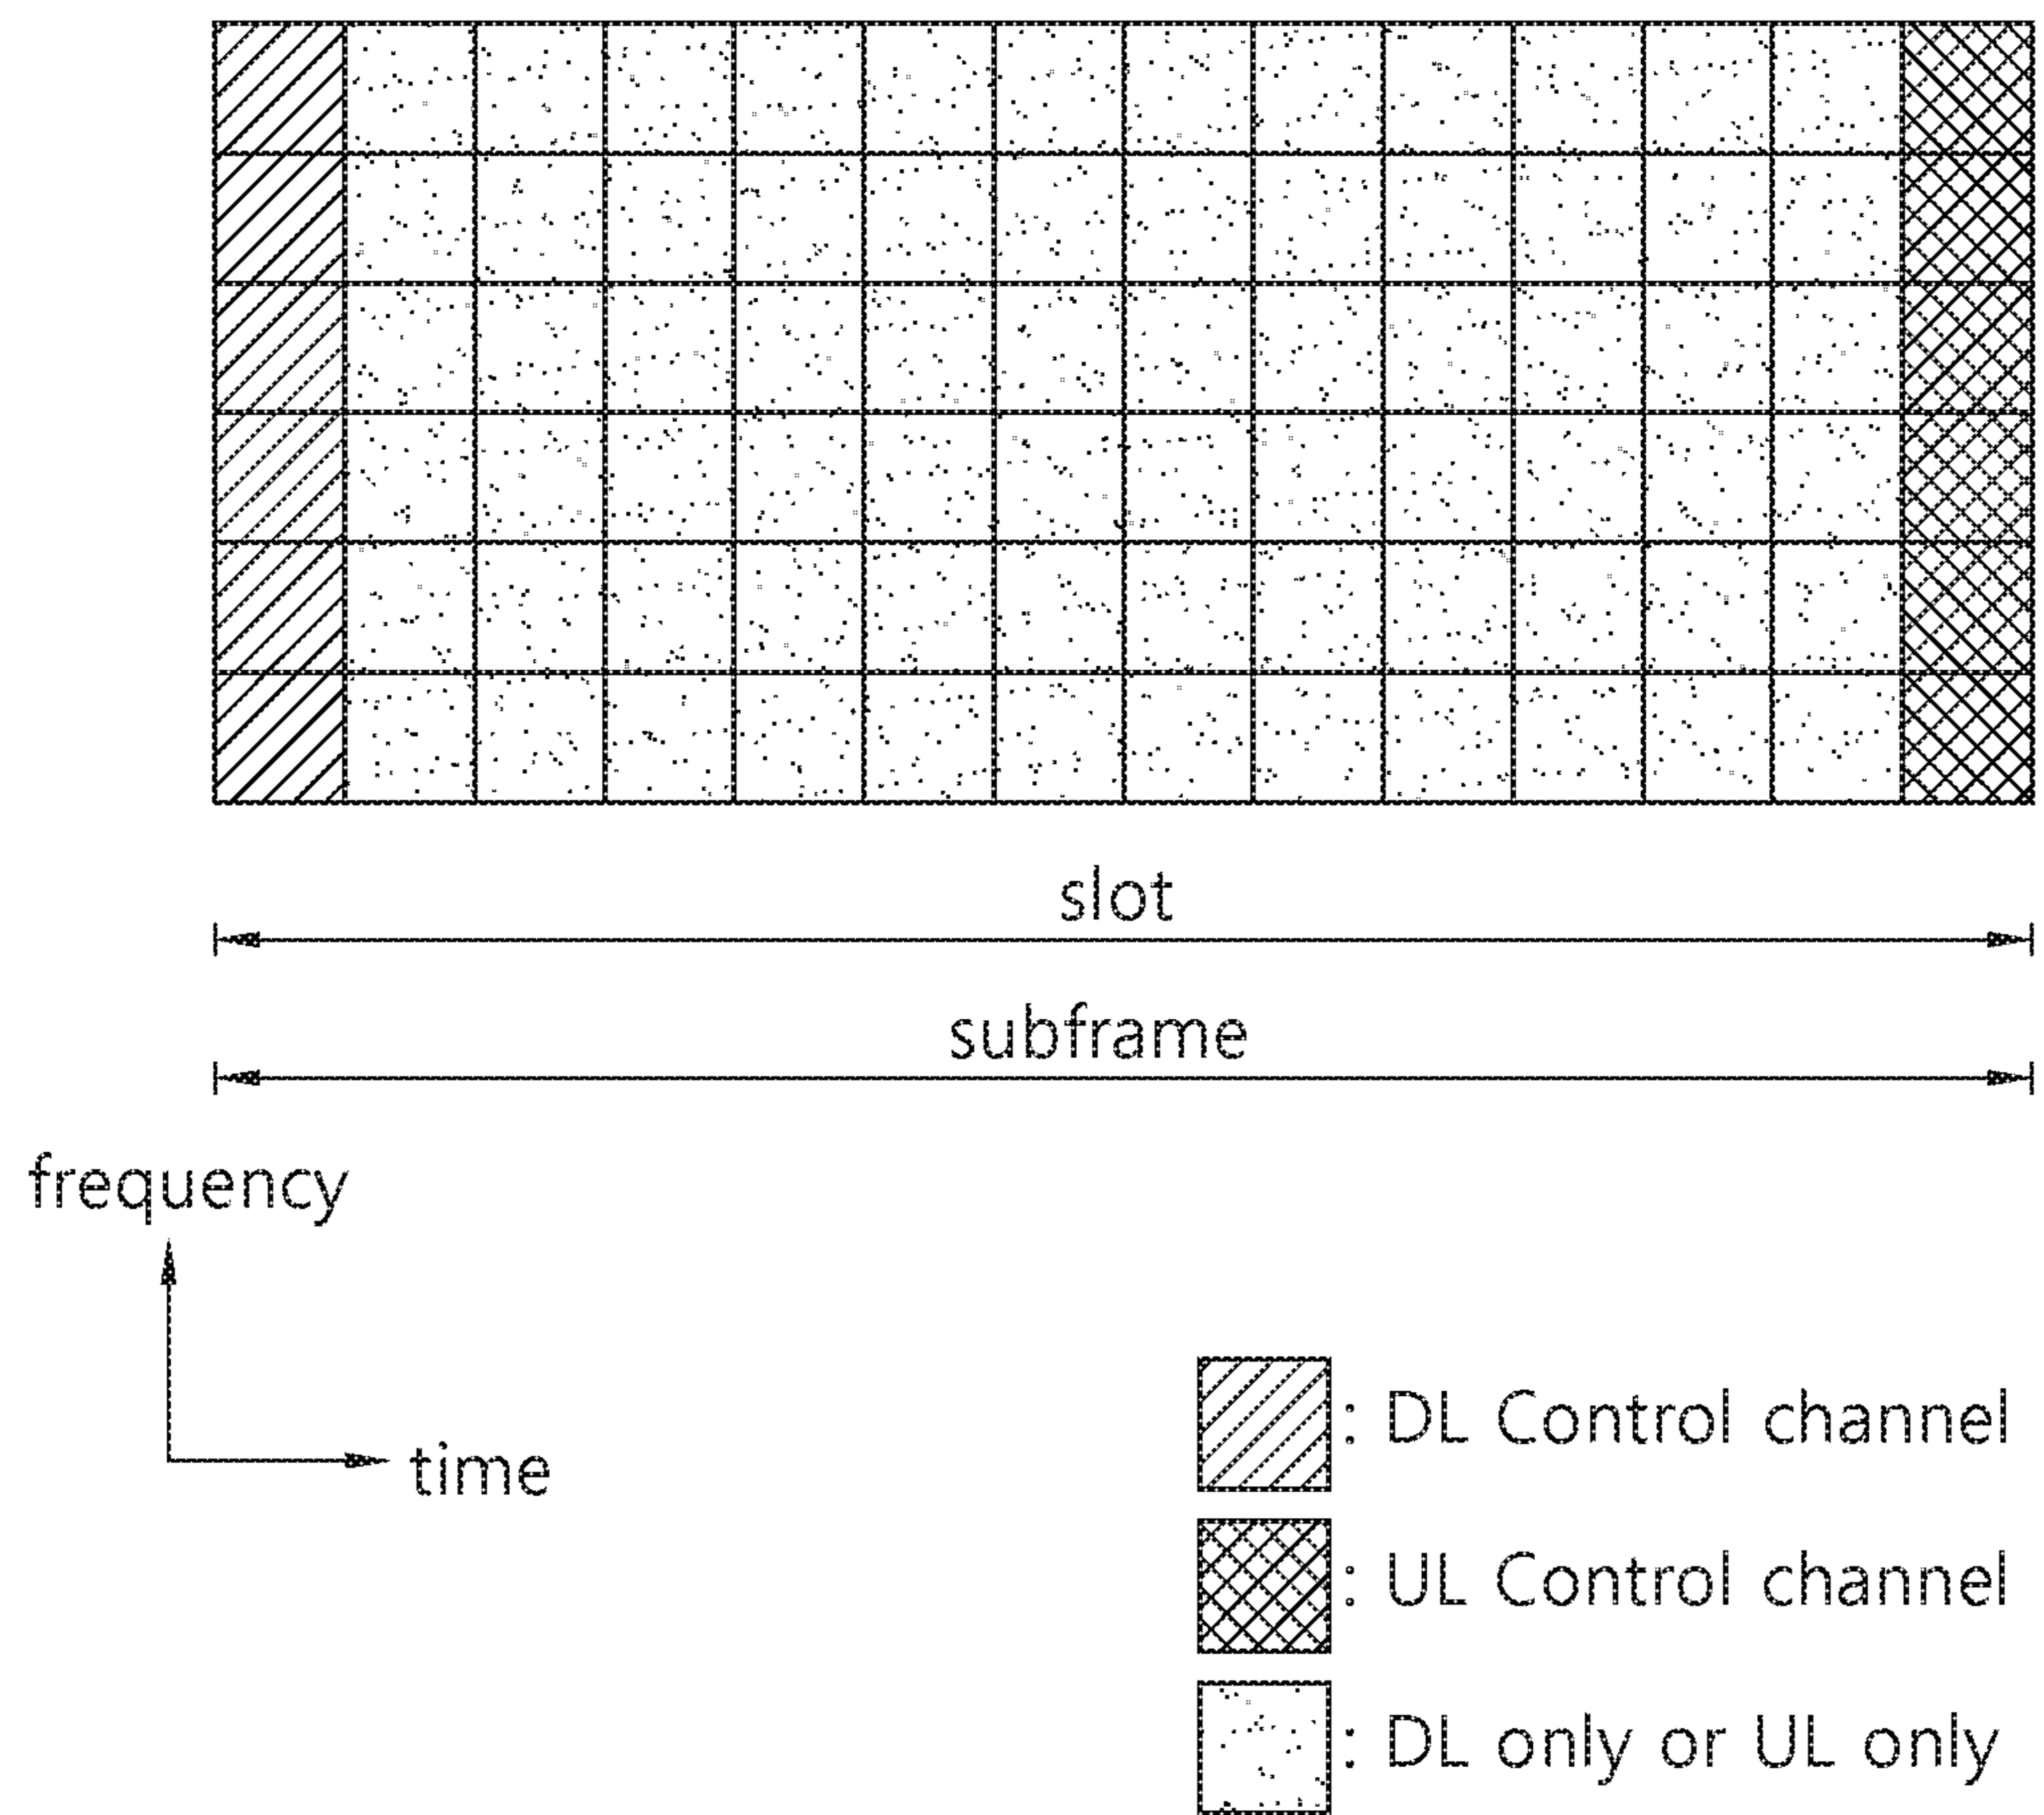 slot
subframe
frequency
time
: DL Control channel
: UL Control channel
: DL only or UL only